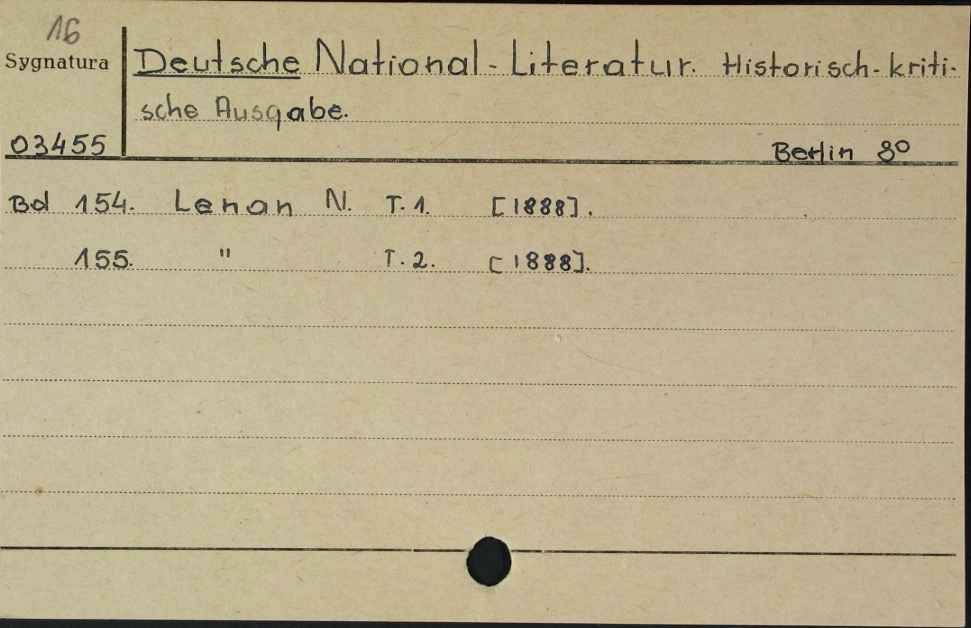 16
Sygnatura
03455
Deutsche National-Literatur. Historisch-kriti-
sche Ausgabe.
Berlin 8°
Bd 154. Lenan N. T.1. [1888].
155. " T.2. [1888].